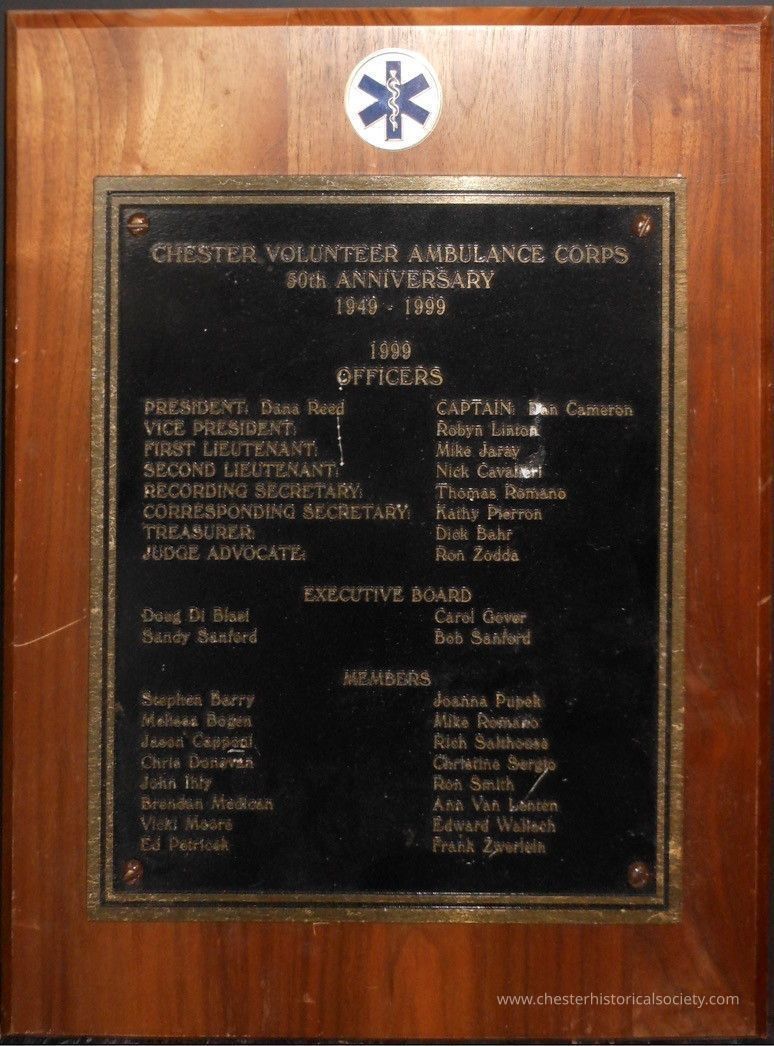 CHESTER VOLUNTEER AMBULANCE CORPS
50th ANNIVERSARY
1949 - 1999
1999
OFFICERS
PRESIDENT: Dana Reed CAPTAIN: Dan Cameron
VICE PRESIDENT: Robyn Linton
FIRST LIEUTENANT: Mike Jaray
SECOND LIEUTENANT: Nick Cavalieri
RECORDING SECRETARY: Thomas Romano
CORRESPONDING SECRETARY: Kathy Pierron
TREASURER: Dick Bahr
JUDGE ADVOCATE: Ron Zodda
EXECUTIVE BOARD
Doug Di Blasi Carol Gever
Sandy Sanford Bob Sanford
MEMBERS
Stephen Barry Joanna Pupek
Melissa Bogen Mike Romano
Jason Capponi Rich Salthouse
Chris Donovan Christine Sergio
John Ihly Ron Smith
Brendan Ann Van Lenten
Vicki Moore Edward Wallach
Ed Petricek Frank Zwerlein
www.chesterhistoricalsociety.com